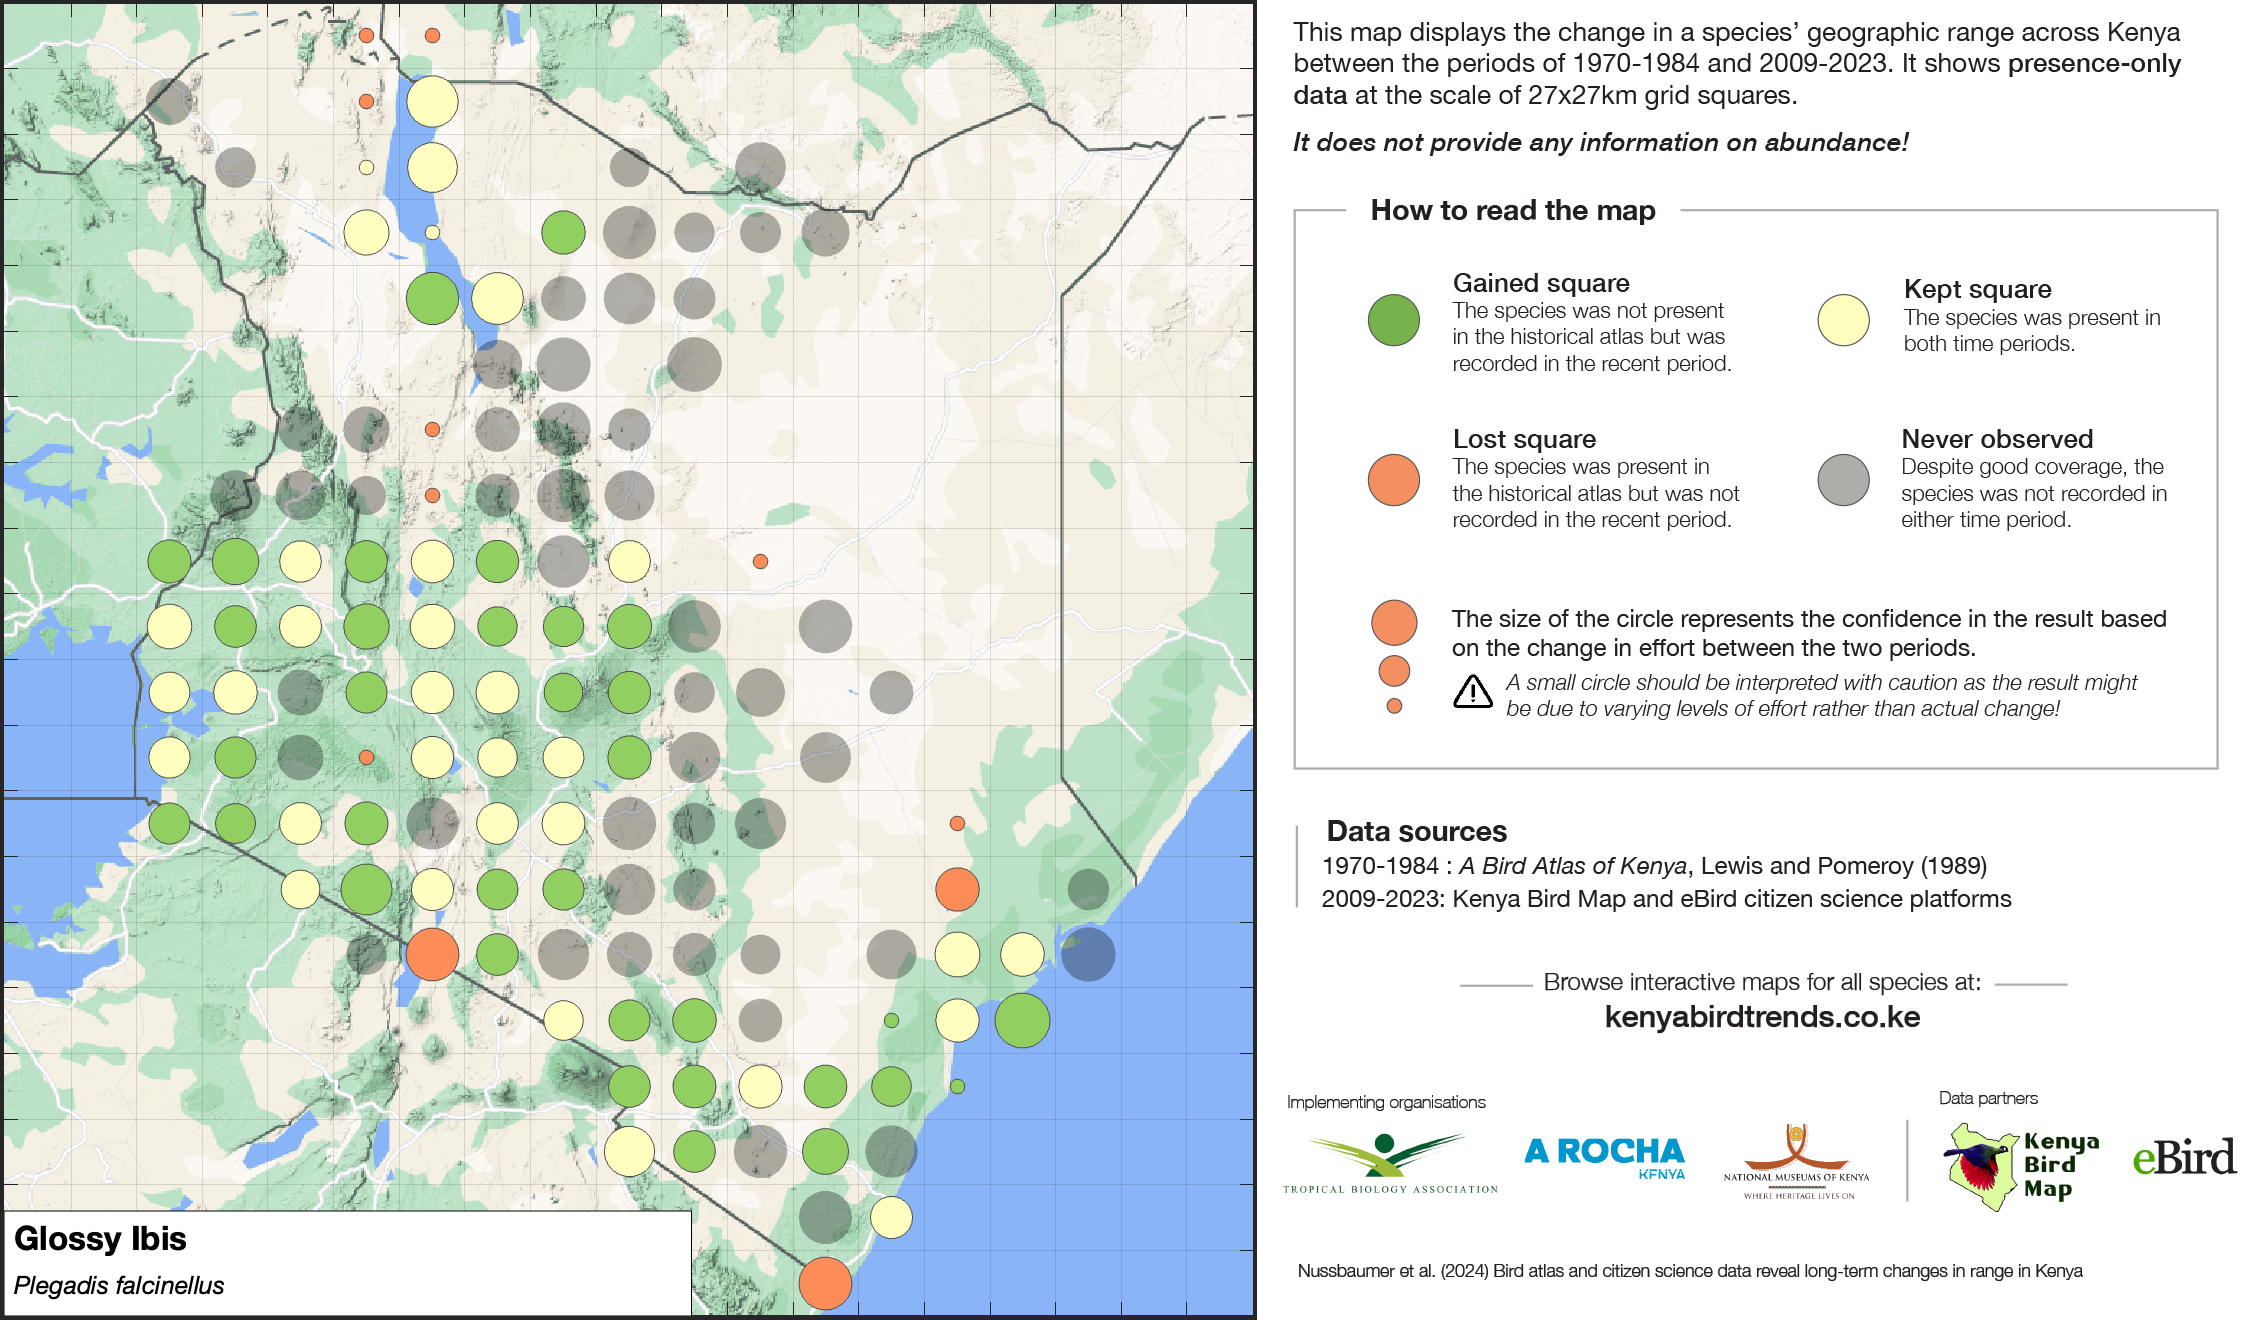 This map displays the change in a species’ geographic range across Kenya
between the periods of 1970-1984 and 2009-2023. It shows presence-only
data at the scale of 27x27km grid squares.
It does not provide any information on abundance!
How to read the map
Gained square
The species was not present
in the historical atlas but was
recorded in the recent period.
Kept square
The species was present in
both time periods.
Lost square
The species was present in
the historical atlas but was not
recorded in the recent period.
Never observed
Despite good coverage, the
species was not recorded in
either time period.
The size of the circle represents the confidence in the result based
on the change in effort between the two periods.
A small circle should be interpreted with caution as the result might
be due to varying levels of effort rather than actual change!
Data sources
1970-1984 : A Bird Atlas of Kenya, Lewis and Pomeroy (1989)
2009-2023: Kenya Bird Map and eBird citizen science platforms
Browse interactive maps for all species at:
kenyabirdtrends.co.ke
Implementing organisations
Data partners
TROPICAL BIOLOGY ASSOCIATION
A ROCHA
KENYA
NATIONAL MUSEUMS OF KENYA
WHERE HERITAGE LIVES ON
Kenya
Bird
Map
eBird
Glossy Ibis
Plegadis falcinellus
Nussbaumer et al. (2024) Bird atlas and citizen science data reveal long-term changes in range in Kenya